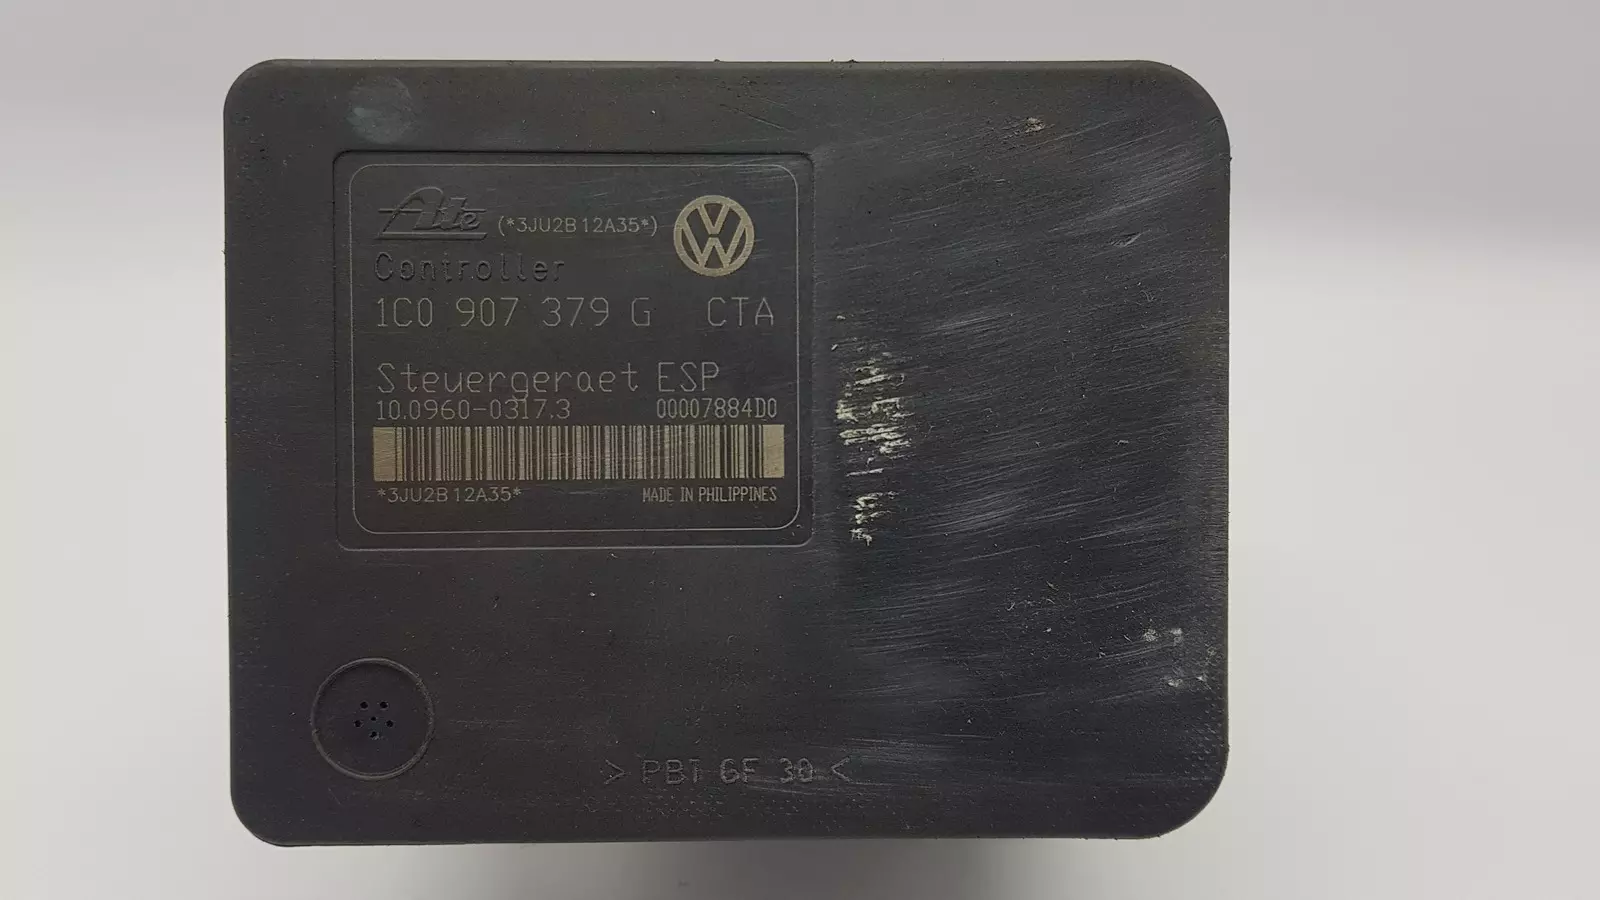 Ate (*3JU2B12A35*)
Controller
1C0 907 379 G CTA
Steuergeraet ESP
10.0960-0317.3 00007884D0
*3JU2B12A35* MADE IN PHILIPPINES
> PBT GF 30 <